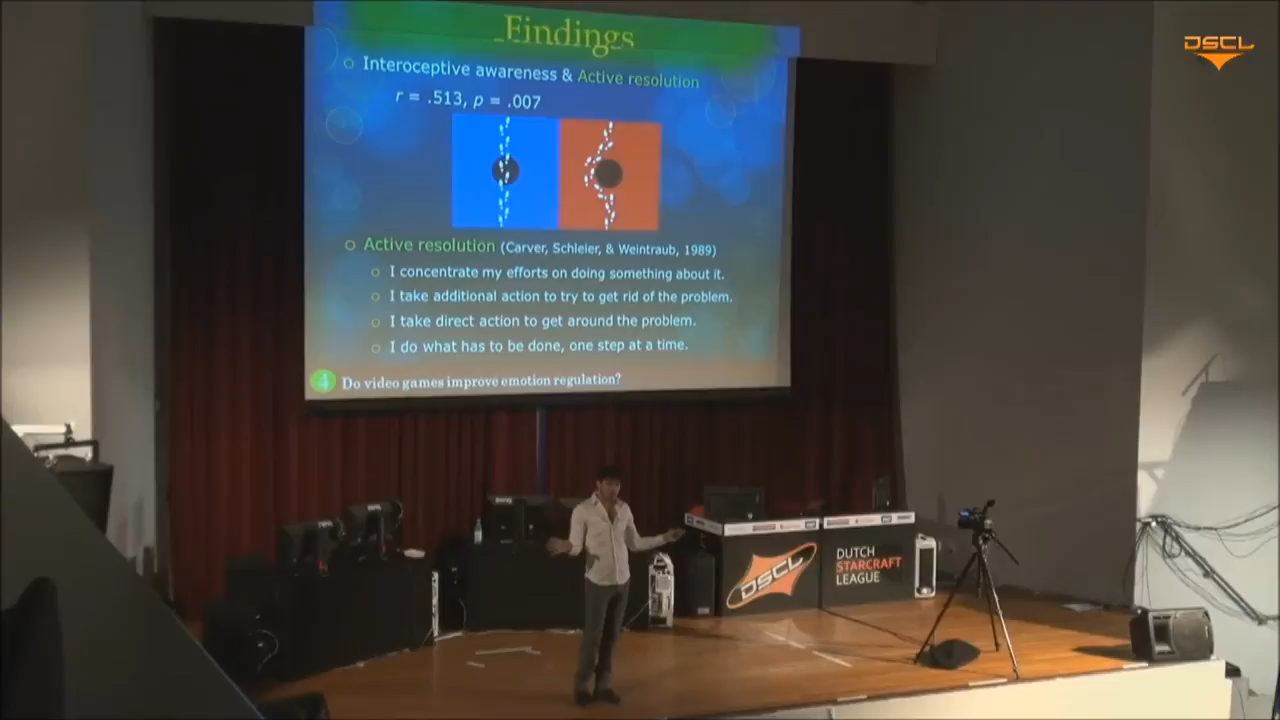 Findings
Interoceptive awareness & Active resolution
r = .513, p = .007
Active resolution (Carver, Schleier, & Weintraub, 1989)
I concentrate my efforts on doing something about it.
I take additional action to try to get rid of the problem.
I take direct action to get around the problem.
I do what has to be done, one step at a time.
4 Do video games improve emotion regulation?
DSCL
DSCL
DUTCH
STARCRAFT
LEAGUE